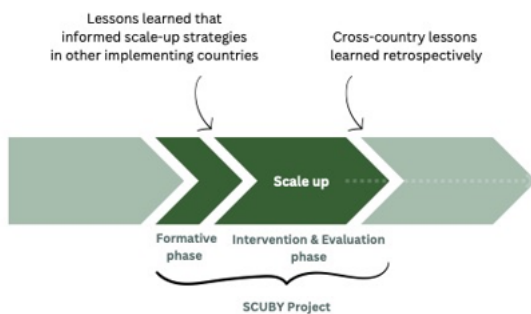 Lessons learned that
informed scale-up strategies
in other implementing countries
Cross-country lessons
learned retrospectively
Scale up
Formative
phase
Intervention & Evaluation
phase
SCUBY Project